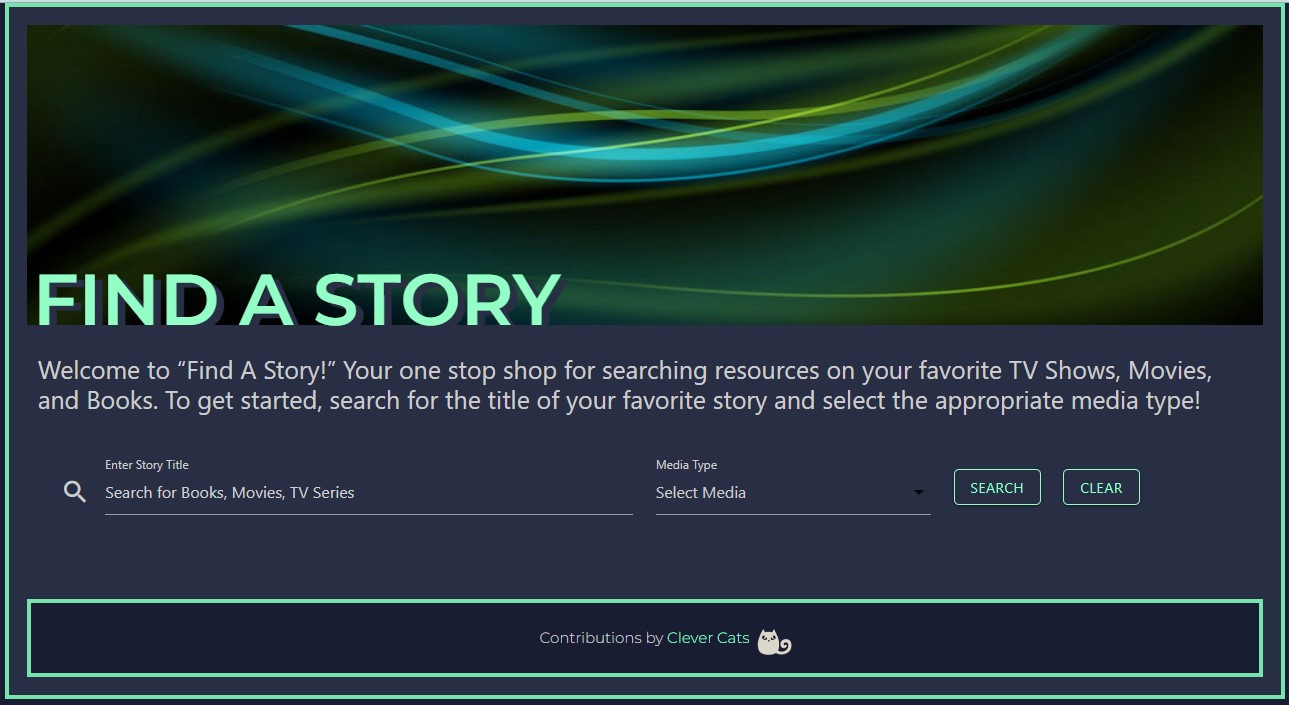 FIND A STORY
Welcome to “Find A Story!” Your one stop shop for searching resources on your favorite TV Shows, Movies,
and Books. To get started, search for the title of your favorite story and select the appropriate media type!
Enter Story Title
Search for Books, Movies, TV Series
Media Type
Select Media
SEARCH
CLEAR
Contributions by Clever Cats